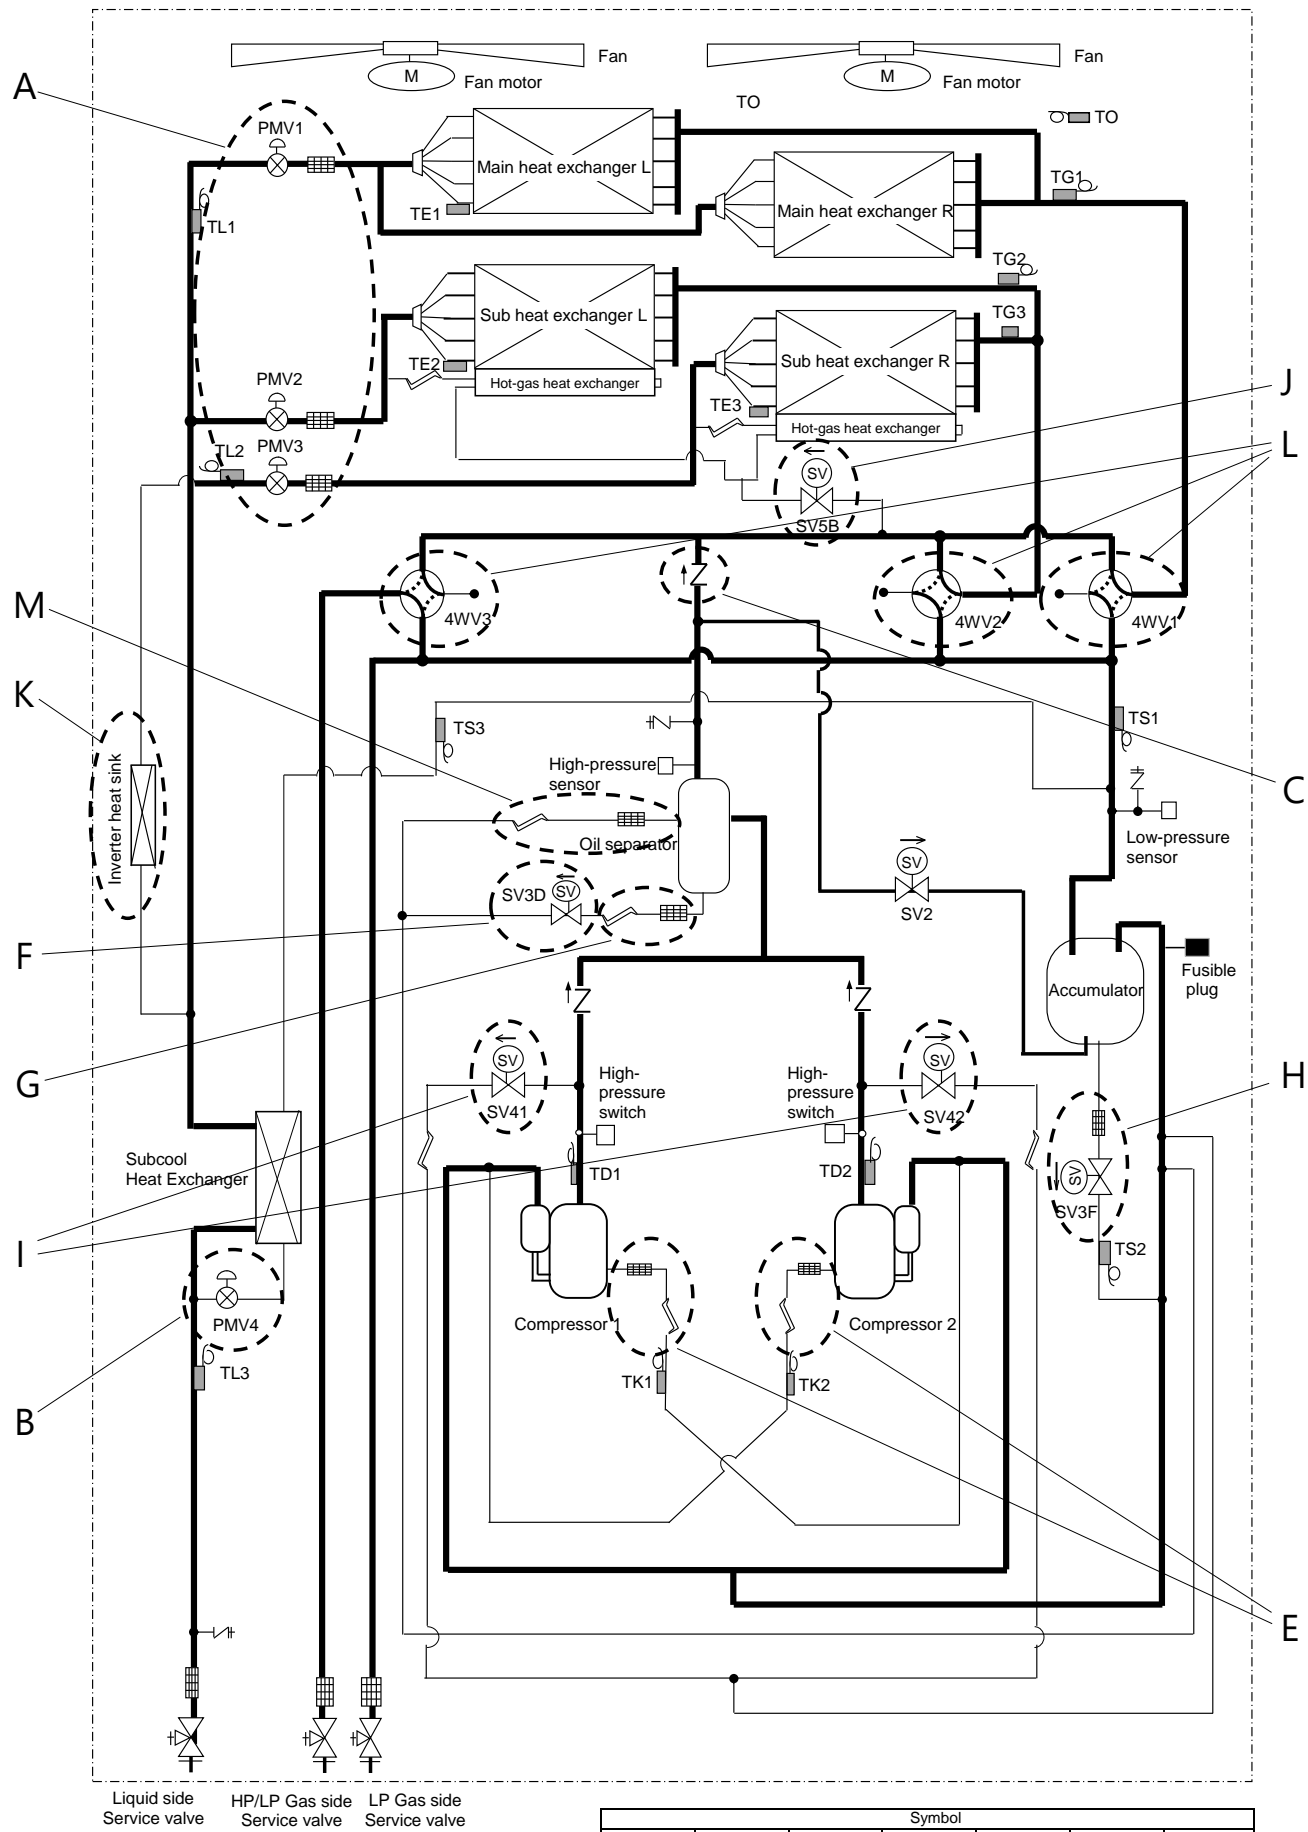 Fan
Fan
M
Fan motor
M
Fan motor
A
TO
TO
PMV1
Main heat exchanger L
TG1
TE1
Main heat exchanger R
TL1
TG2
Sub heat exchanger L
TG3
TE2
Sub heat exchanger R
PMV2
Hot-gas heat exchanger
J
TE3
Hot-gas heat exchanger
TL2
PMV3
L
SV
SV5B
M
4WV3
4WV2
4WV1
K
TS3
TS1
Inverter heat sink
High-pressure
sensor
C
Oil separator
Low-pressure
sensor
SV
SV3D
SV
SV2
F
Fusible
plug
Accumulator
SV
SV41
High-
pressure
switch
High-
pressure
switch
SV
SV42
G
H
Subcool
Heat Exchanger
TD1
TD2
SV
SV3F
I
TS2
PMV4
Compressor 1
Compressor 2
TL3
TK1
TK2
B
E
Liquid side
Service valve
HP/LP Gas side
Service valve
LP Gas side
Service valve
Symbol